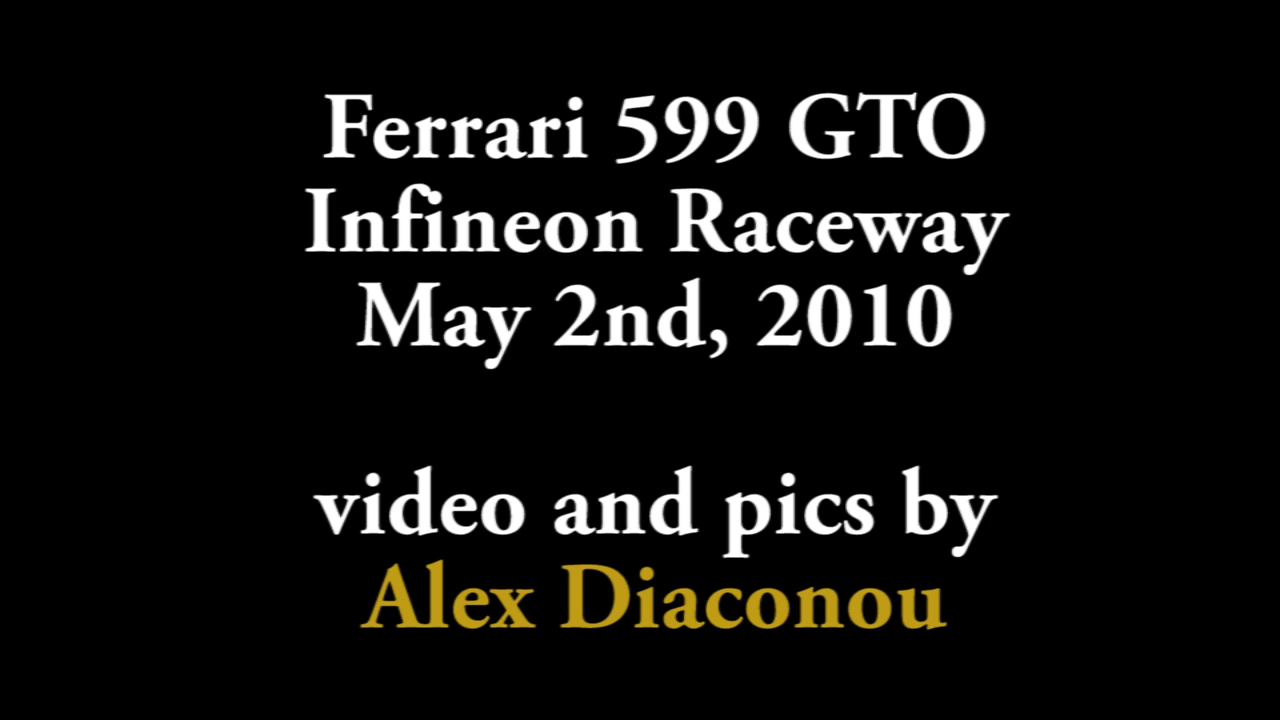 Ferrari 599 GTO
Infineon Raceway
May 2nd, 2010
video and pics by
Alex Diaconou